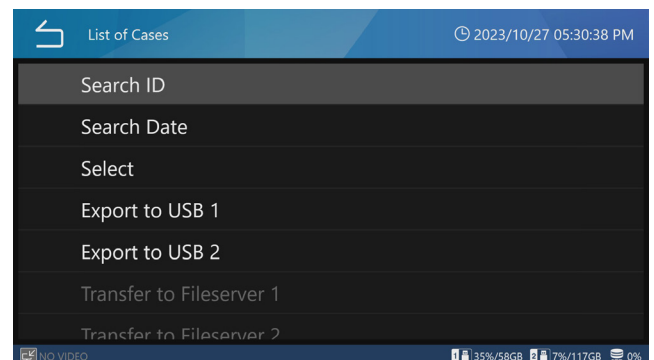 List of Cases
2023/10/27 05:30:38 PM
Search ID
Search Date
Select
Export to USB 1
Export to USB 2
Transfer to Fileserver 1
Transfer to Fileserver 2
NO VIDEO
1 35%/58GB 2 7%/117GB 0%